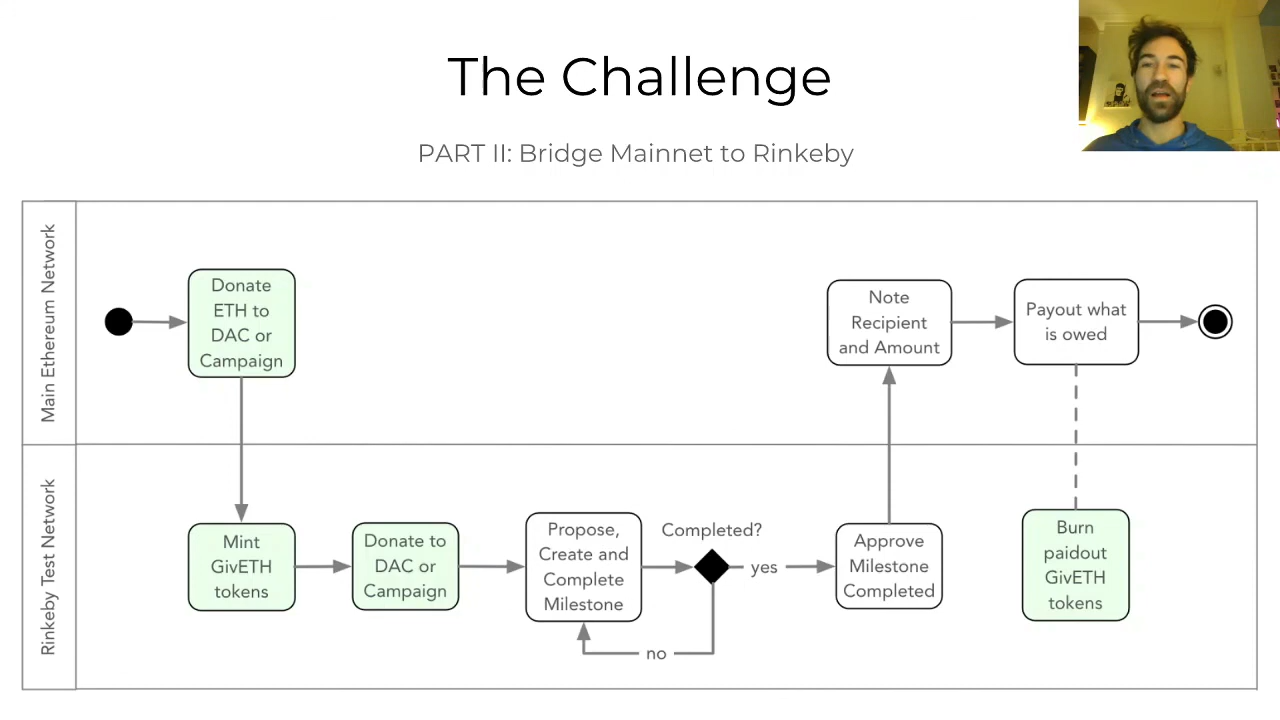 The Challenge
PART II: Bridge Mainnet to Rinkeby
Main Ethereum Network
Donate
ETH to
DAC or
Campaign
Note
Recipient
and Amount
Payout what
is owed
Rinkeby Test Network
Mint
GivETH
tokens
Donate to
DAC or
Campaign
Propose,
Create and
Complete
Milestone
Completed?
yes
no
Approve
Milestone
Completed
Burn
paidout
GivETH
tokens